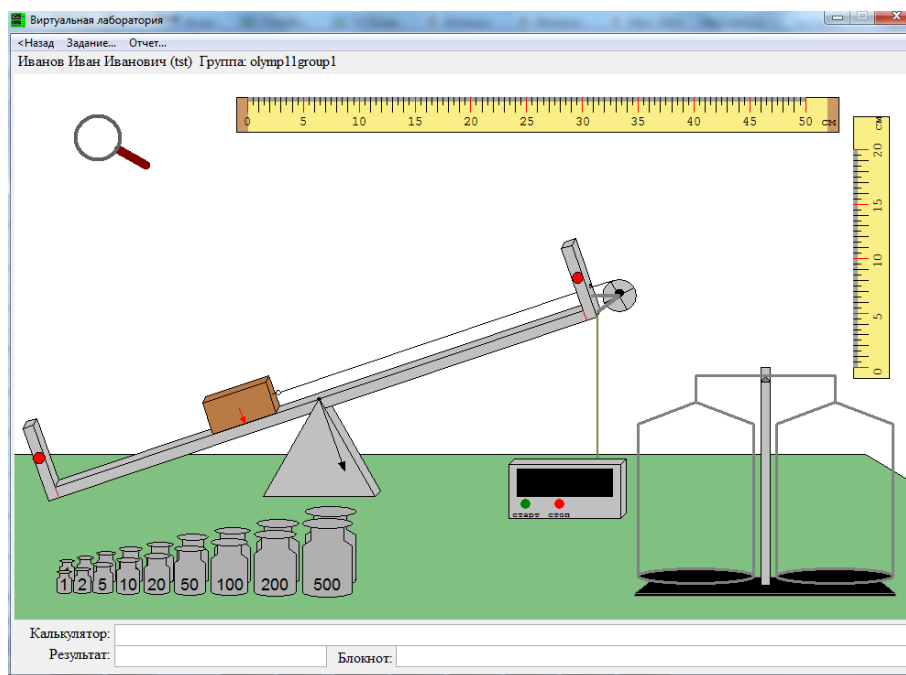 Виртуальная лаборатория
<Назад Задание... Отчет...
Иванов Иван Иванович (tst) Группа: olymp11group1
0 5 10 15 20 25 30 35 40 45 50 см
см 20 15 10 5 0
старт стоп
1 2 5 10 20 50 100 200 500
Калькулятор:
Результат: Блокнот: